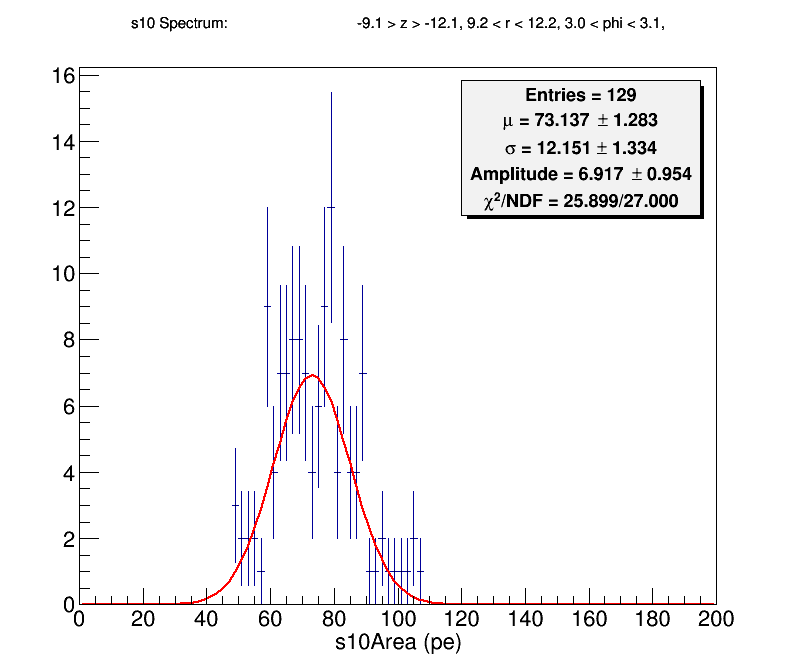 s10 Spectrum: -9.1 > z > -12.1, 9.2 < r < 12.2, 3.0 < phi < 3.1,
Entries = 129
μ = 73.137 ± 1.283
σ = 12.151 ± 1.334
Amplitude = 6.917 ± 0.954
χ²/NDF = 25.899/27.000
16
14
12
10
8
6
4
2
0
0 20 40 60 80 100 120 140 160 180 200
s10Area (pe)